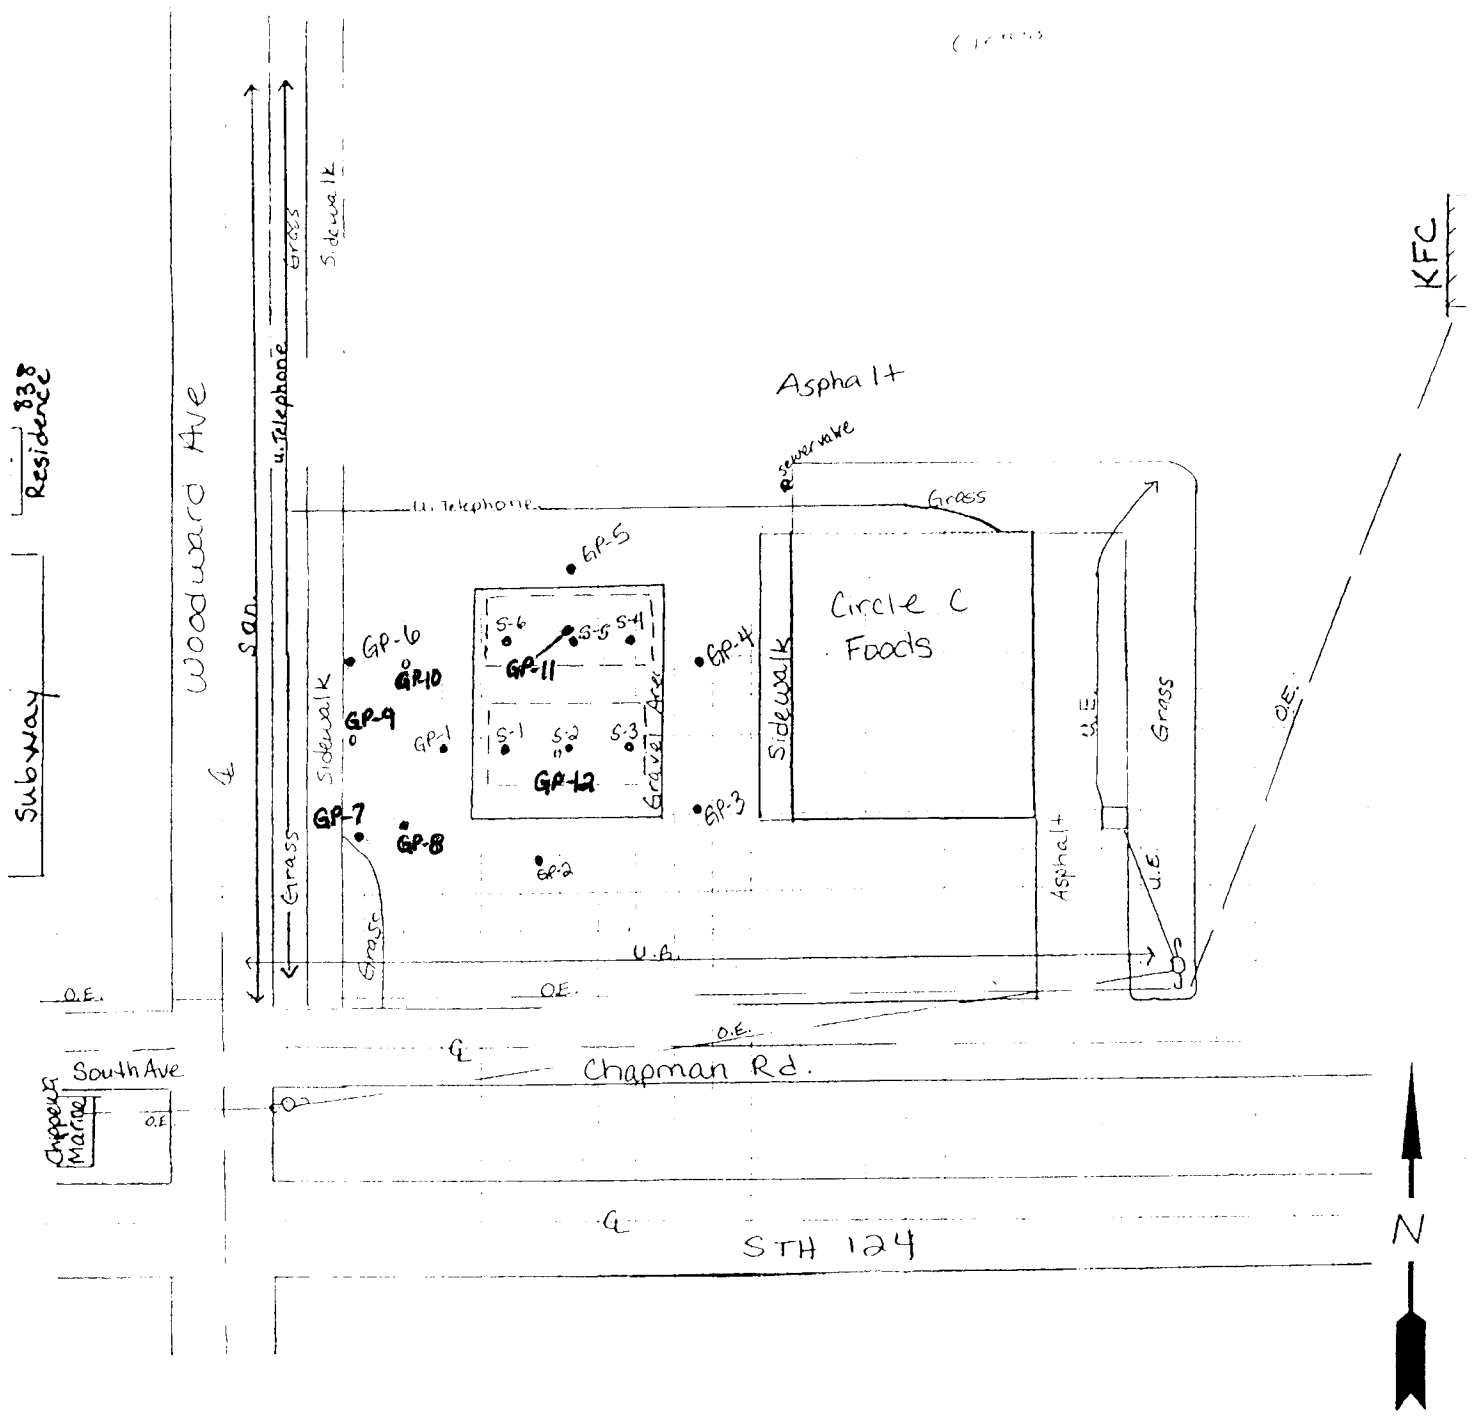 Grass
Sidewalk
Grass
KFC
u. Telephone
838
Residence
Asphalt
sewer valve
Woodward Ave
U. Telephone
Grass
GP-5
San.
Circle C
Foods
S-6
S-5
S-4
GP-6
GP-11
GP-4
GP-10
Subway
Sidewalk
GP-9
GP-1
S-1
S-2
S-3
Gravel Area
Sidewalk
U.E.
Grass
O.E.
GP-12
℄
GP-7
GP-8
GP-3
GP-2
Grass
Asphalt
U.E.
Grass
O.E.
O.E.
O.E.
℄
South Ave
Chapman Rd.
Chippewa
Marine
O.E.
℄
STH 124
N